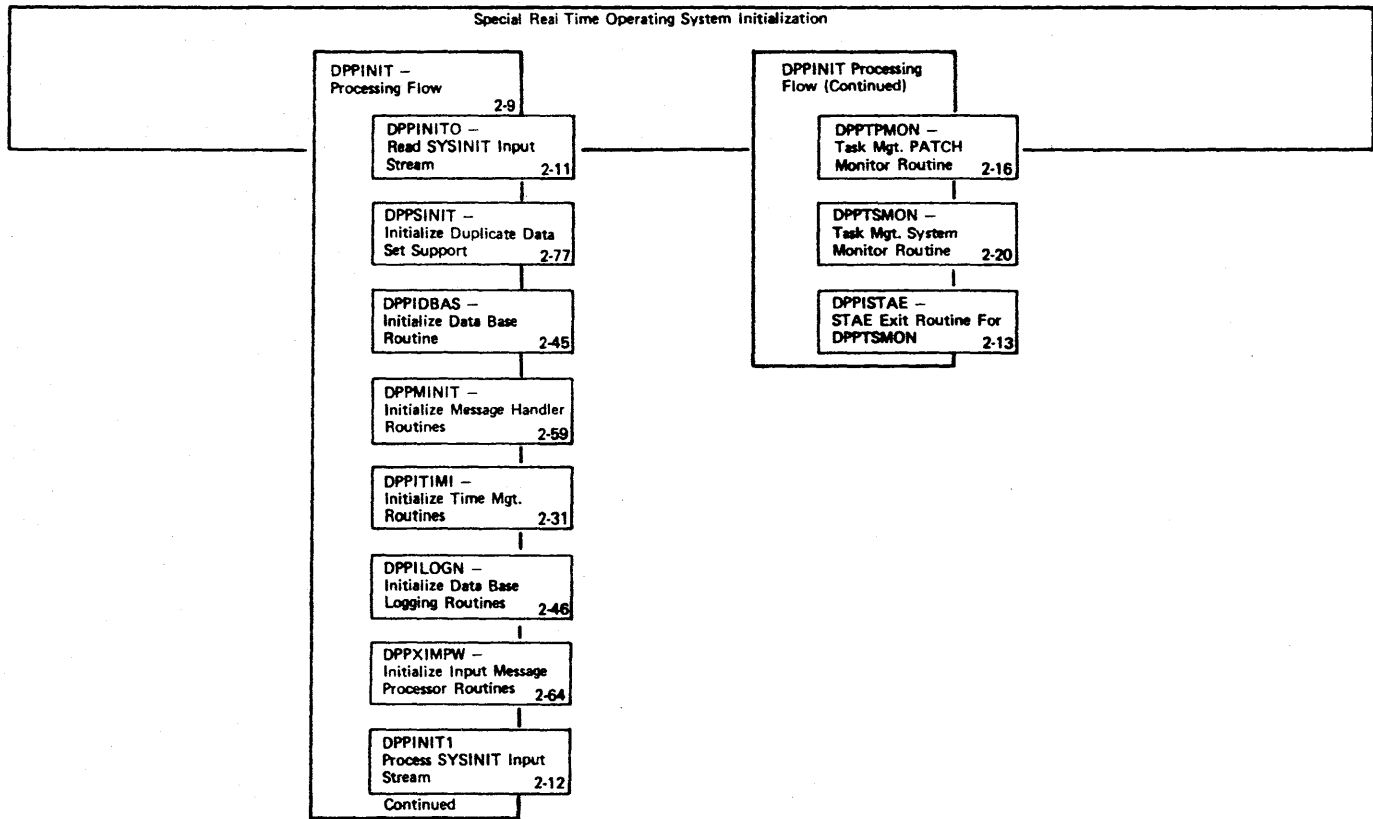 Special Real Time Operating System Initialization
DPPINIT –
Processing Flow
2-9
DPPINITO –
Read SYSINIT Input
Stream
2-11
DPPSINIT –
Initialize Duplicate Data
Set Support
2-77
DPPIDBAS –
Initialize Data Base
Routine
2-45
DPPMINIT –
Initialize Message Handler
Routines
2-59
DPPITIMI –
Initialize Time Mgt.
Routines
2-31
DPPILOGN –
Initialize Data Base
Logging Routines
2-46
DPPXIMPW –
Initialize Input Message
Processor Routines
2-64
DPPINIT1
Process SYSINIT Input
Stream
2-12
Continued
DPPINIT Processing
Flow (Continued)
DPPTPMON –
Task Mgt. PATCH
Monitor Routine
2-16
DPPTSMON –
Task Mgt. System
Monitor Routine
2-20
DPPISTAE –
STAE Exit Routine For
DPPTSMON
2-13